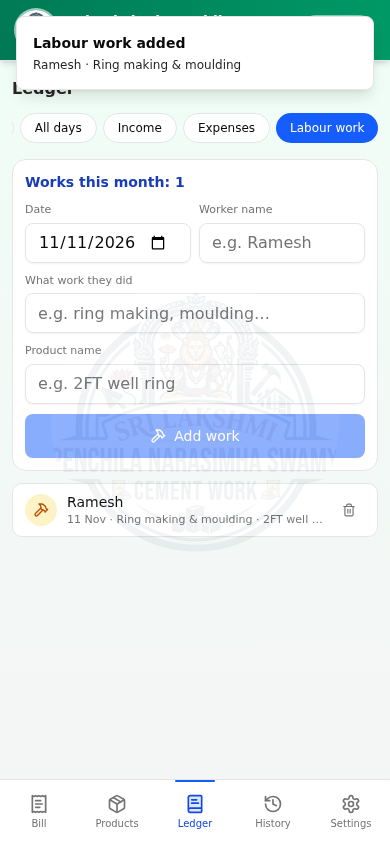 Labour work added
Ramesh · Ring making & moulding
Ledger
All days
Income
Expenses
Labour work
Works this month: 1
Date
Worker name
11/11/2026
e.g. Ramesh
What work they did
e.g. ring making, moulding...
Product name
e.g. 2FT well ring
SRI LAKSHMI
Add work
PENCHILA NARASIMHA SWAMY
CEMENT WORK
Ramesh
11 Nov · Ring making & moulding · 2FT well ...
Bill
Products
Ledger
History
Settings